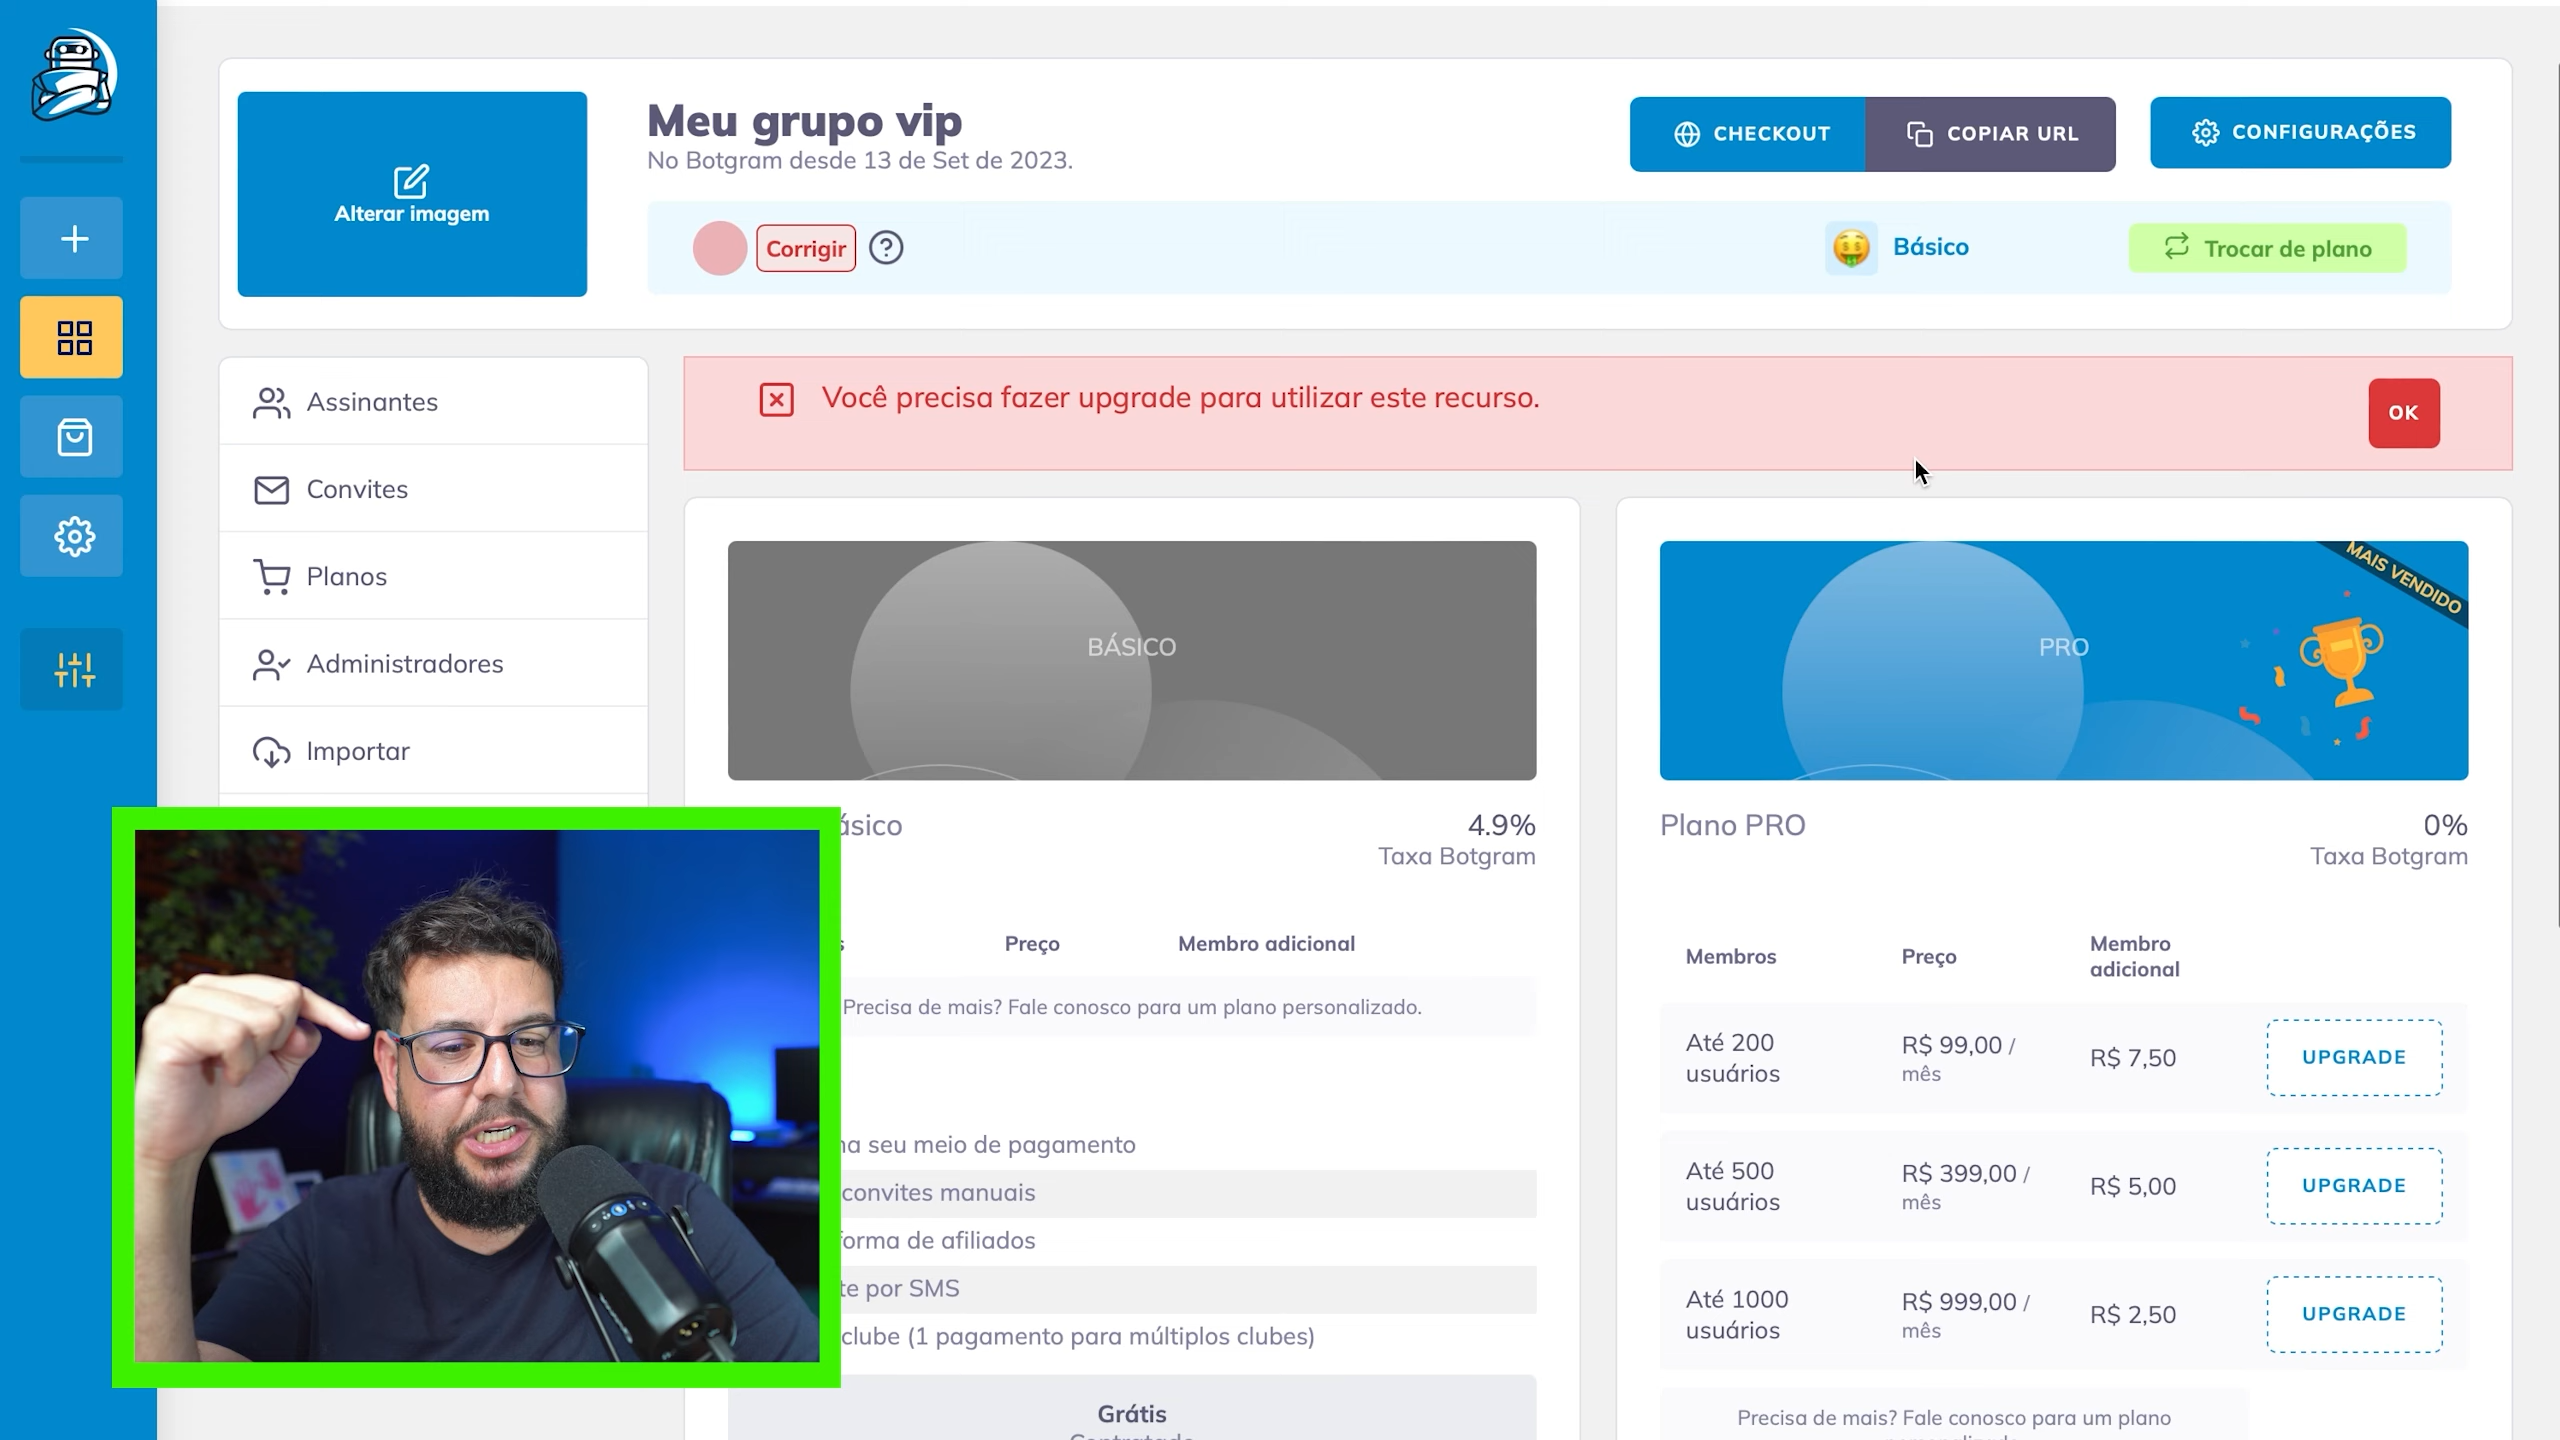 Meu grupo vip
No Botgram desde 13 de Set de 2023.
CHECKOUT
COPIAR URL
CONFIGURAÇÕES
Alterar imagem
Corrigir
Básico
Trocar de plano
Assinantes
Convites
Planos
Administradores
Importar
Você precisa fazer upgrade para utilizar este recurso.
OK
BÁSICO
ásico
4.9%
Taxa Botgram
Preço
Membro adicional
Precisa de mais? Fale conosco para um plano personalizado.
seu meio de pagamento
convites manuais
forma de afiliados
te por SMS
clube (1 pagamento para múltiplos clubes)
Grátis
MAIS VENDIDO
PRO
Plano PRO
0%
Taxa Botgram
Membros
Preço
Membro
adicional
Até 200
usuários
R$ 99,00 /
mês
R$ 7,50
UPGRADE
Até 500
usuários
R$ 399,00 /
mês
R$ 5,00
UPGRADE
Até 1000
usuários
R$ 999,00 /
mês
R$ 2,50
UPGRADE
Precisa de mais? Fale conosco para um plano